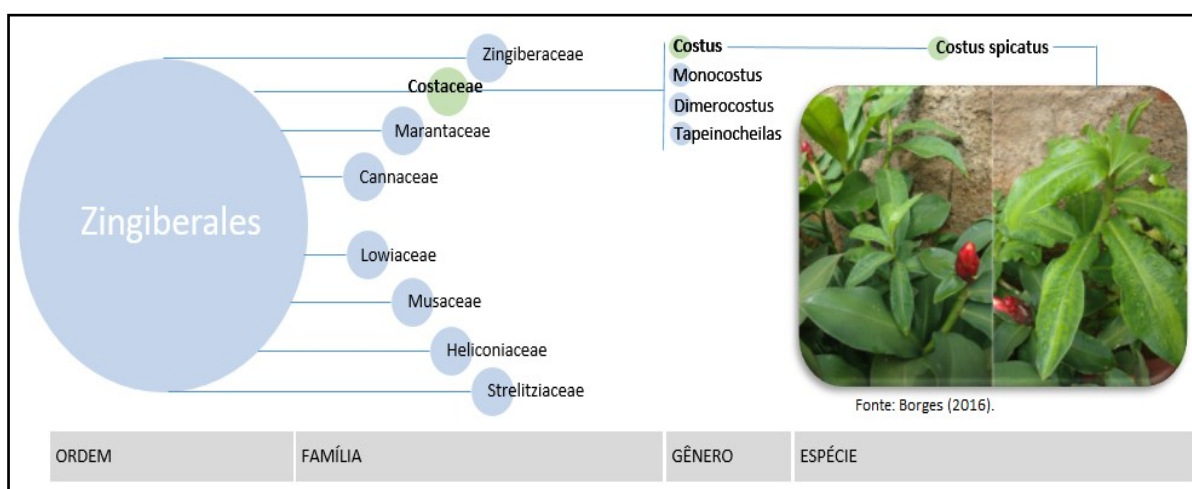 Zingiberales
Zingiberaceae
Costaceae
Marantaceae
Cannaceae
Lowiaceae
Musaceae
Heliconiaceae
Strelitziaceae
Costus
Monocostus
Dimerocostus
Tapeinocheilas
Costus spicatus
Fonte: Borges (2016).
ORDEM FAMÍLIA GÊNERO ESPÉCIE